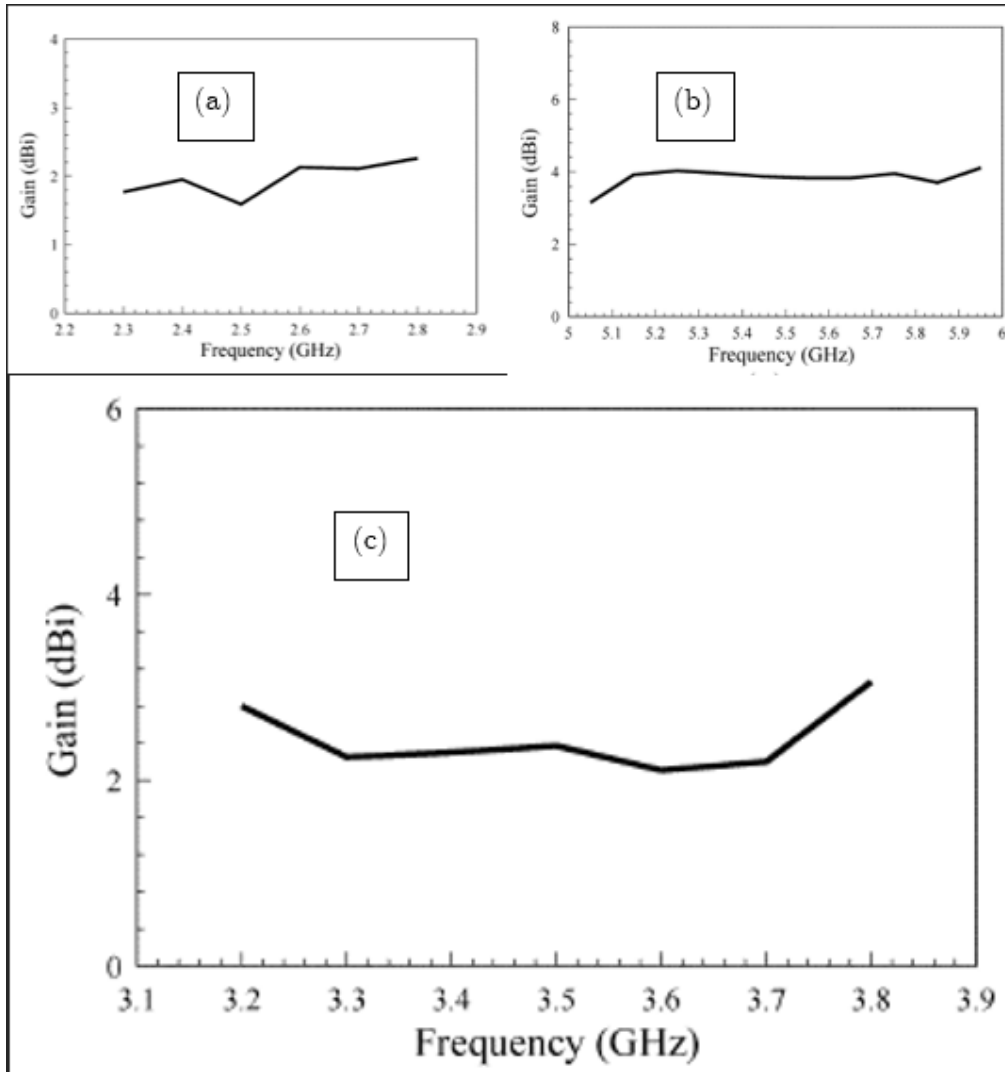 4
3
2
1
0
Gain (dBi)
(a)
2.2 2.3 2.4 2.5 2.6 2.7 2.8 2.9
Frequency (GHz)
8
6
4
2
0
Gain (dBi)
(b)
5 5.1 5.2 5.3 5.4 5.5 5.6 5.7 5.8 5.9 6
Frequency (GHz)
6
4
2
0
Gain (dBi)
(c)
3.1 3.2 3.3 3.4 3.5 3.6 3.7 3.8 3.9
Frequency (GHz)